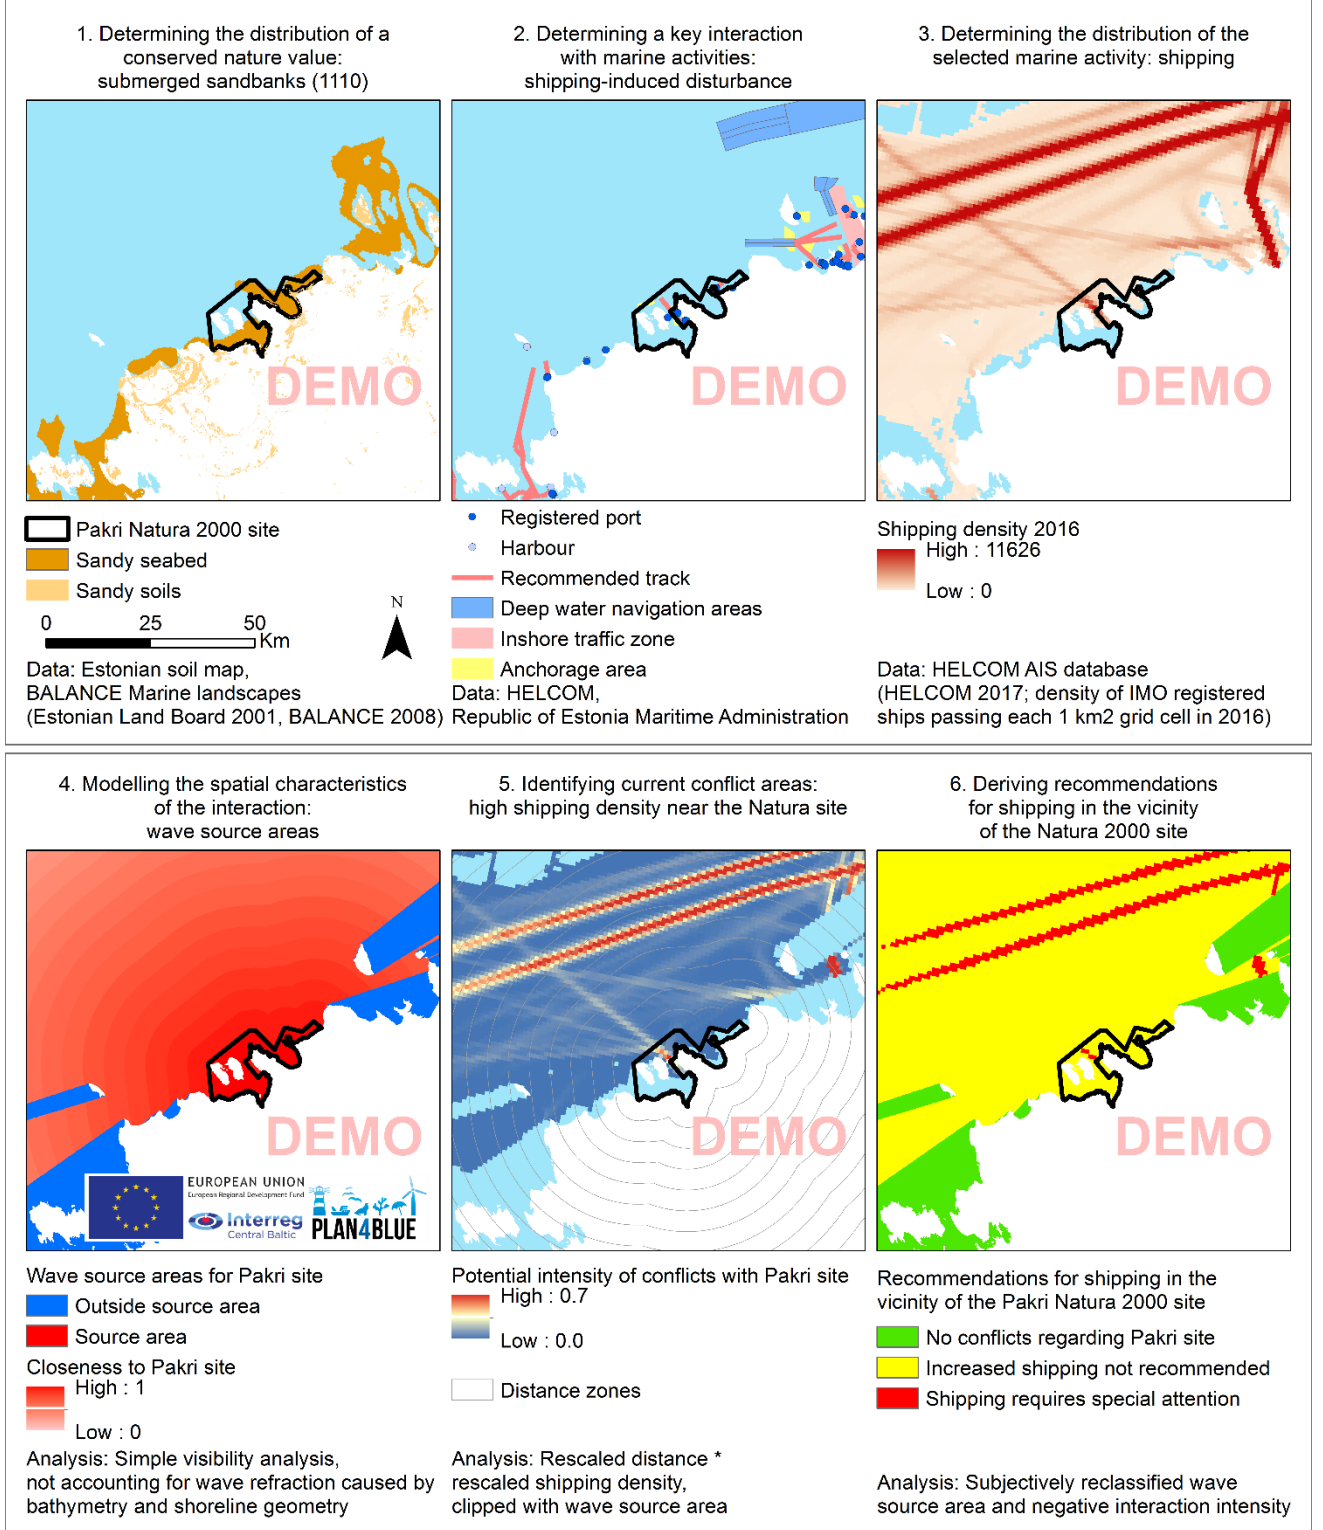 1. Determining the distribution of a
conserved nature value:
submerged sandbanks (1110)
2. Determining a key interaction
with marine activities:
shipping-induced disturbance
3. Determining the distribution of the
selected marine activity: shipping
DEMO
DEMO
DEMO
Pakri Natura 2000 site
Sandy seabed
Sandy soils
0 25 50
Km
N
Data: Estonian soil map,
BALANCE Marine landscapes
(Estonian Land Board 2001, BALANCE 2008)
Registered port
Harbour
Recommended track
Deep water navigation areas
Inshore traffic zone
Anchorage area
Data: HELCOM,
Republic of Estonia Maritime Administration
Shipping density 2016
High : 11626
Low : 0
Data: HELCOM AIS database
(HELCOM 2017; density of IMO registered
ships passing each 1 km2 grid cell in 2016)
4. Modelling the spatial characteristics
of the interaction:
wave source areas
5. Identifying current conflict areas:
high shipping density near the Natura site
6. Deriving recommendations
for shipping in the vicinity
of the Natura 2000 site
DEMO
DEMO
DEMO
EUROPEAN UNION
European Regional Development Fund
Interreg
Central Baltic
PLAN4BLUE
Wave source areas for Pakri site
Outside source area
Source area
Closeness to Pakri site
High : 1
Low : 0
Analysis: Simple visibility analysis,
not accounting for wave refraction caused by
bathymetry and shoreline geometry
Potential intensity of conflicts with Pakri site
High : 0.7
Low : 0.0
Distance zones
Analysis: Rescaled distance *
rescaled shipping density,
clipped with wave source area
Recommendations for shipping in the
vicinity of the Pakri Natura 2000 site
No conflicts regarding Pakri site
Increased shipping not recommended
Shipping requires special attention
Analysis: Subjectively reclassified wave
source area and negative interaction intensity